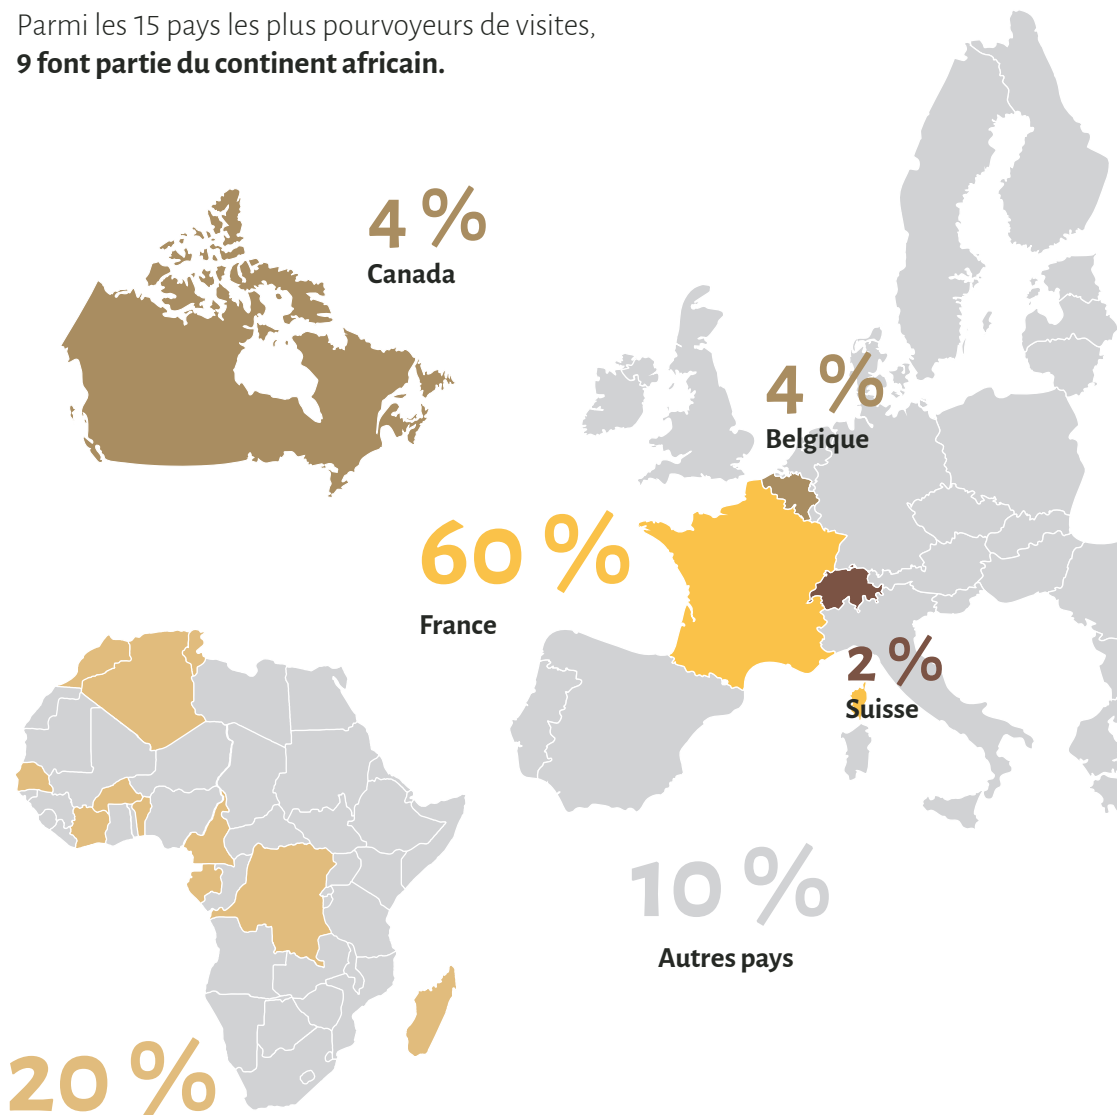 Parmi les 15 pays les plus pourvoyeurs de visites,
9 font partie du continent africain.
4 %
Canada
4 %
Belgique
60 %
France
2 %
Suisse
10 %
Autres pays
20 %